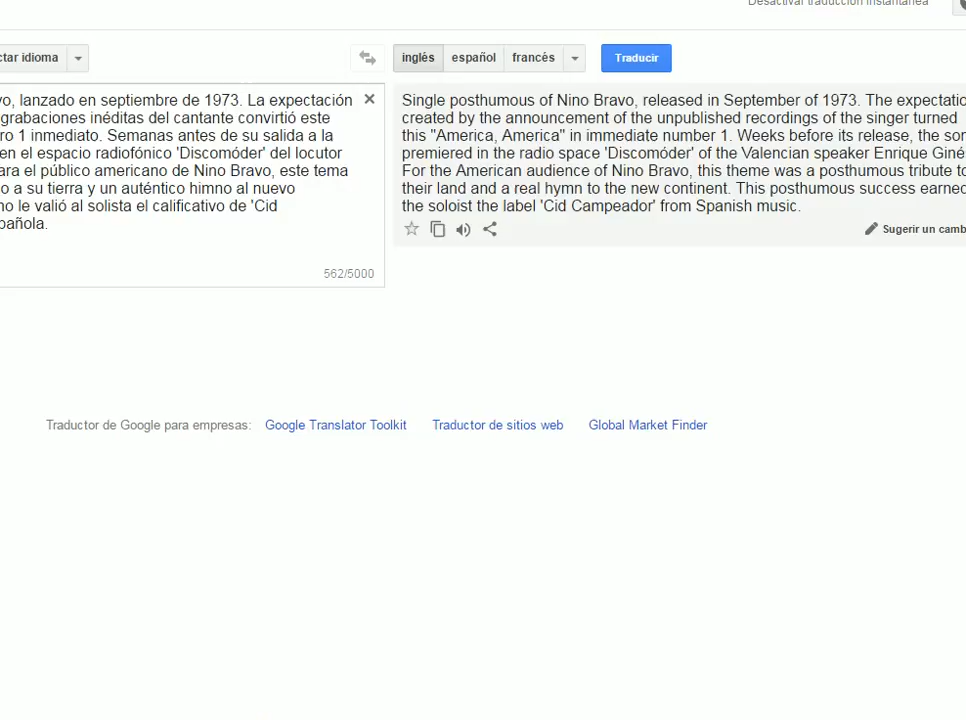 Desactivar traducción instantánea
ctar idioma
inglés español francés
Traducir
vo, lanzado en septiembre de 1973. La expectación
grabaciones inéditas del cantante convirtió este
ro 1 inmediato. Semanas antes de su salida a la
en el espacio radiofónico 'Discomóder' del locutor
ara el público americano de Nino Bravo, este tema
o a su tierra y un auténtico himno al nuevo
no le valió al solista el calificativo de 'Cid
pañola.
562/5000
Single posthumous of Nino Bravo, released in September of 1973. The expectatio
created by the announcement of the unpublished recordings of the singer turned
this "America, America" in immediate number 1. Weeks before its release, the son
premiered in the radio space 'Discomóder' of the Valencian speaker Enrique Giné
For the American audience of Nino Bravo, this theme was a posthumous tribute to
their land and a real hymn to the new continent. This posthumous success earned
the soloist the label 'Cid Campeador' from Spanish music.
Sugerir un camb
Traductor de Google para empresas: Google Translator Toolkit Traductor de sitios web Global Market Finder